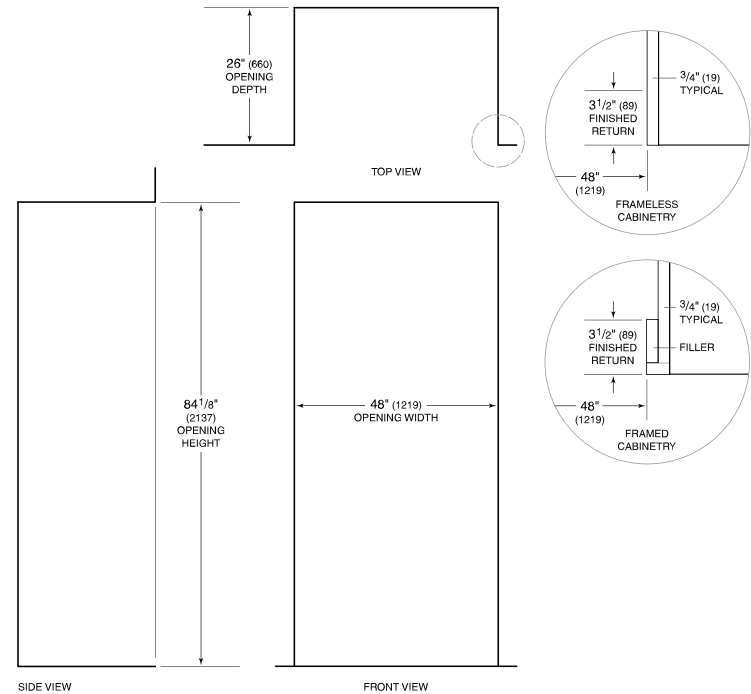 26" (660)
OPENING
DEPTH
TOP VIEW
3/4" (19)
TYPICAL
3 1/2" (89)
FINISHED
RETURN
48"
(1219)
FRAMELESS
CABINETRY
3/4" (19)
TYPICAL
3 1/2" (89)
FINISHED
RETURN
FILLER
48"
(1219)
FRAMED
CABINETRY
84 1/8"
(2137)
OPENING
HEIGHT
48" (1219)
OPENING WIDTH
SIDE VIEW
FRONT VIEW